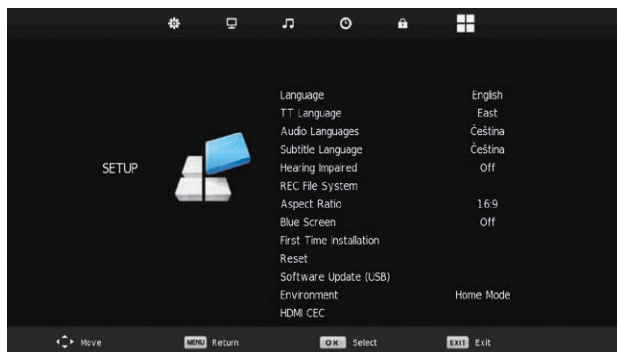 SETUP
Language English
TT Language East
Audio Languages Čeština
Subtitle Language Čeština
Hearing Impaired Off
REC File System
Aspect Ratio 16:9
Blue Screen Off
First Time Installation
Reset
Software Update (USB)
Environment Home Mode
HDMI CEC
Move MENU Return OK Select EXIT Exit